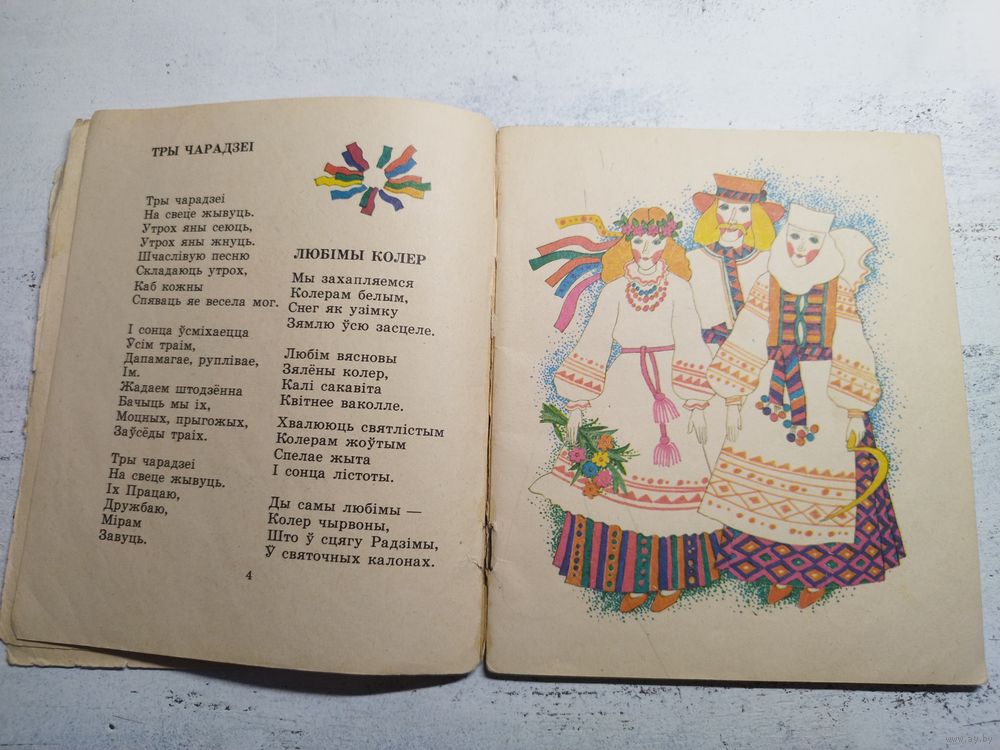 ТРЫ ЧАРАДЗЕІ
Тры чарадзеі
На свеце жывуць.
Утрох яны сеюць,
Утрох яны жнуць.
Шчаслівую песню
Складаюць утрох,
Каб кожны
Спяваць яе весела мог.
І сонца ўсміхаецца
Ўсім траім,
Дапамагае, руплівае,
Ім.
Жадаем штодзённа
Бачыць мы іх,
Моцных, прыгожых,
Заўсёды траіх.
Тры чарадзеі
На свеце жывуць.
Іх Працаю,
Дружбаю,
Мірам
Завуць.
ЛЮБІМЫ КОЛЕР
Мы захапляемся
Колерам белым,
Снег як узімку
Зямлю ўсю засцеле.
Любім вясновы
Зялёны колер,
Калі сакавіта
Квітнее ваколле.
Хвалююць святлістым
Колерам жоўтым
Спелае жыта
І сонца лістоты.
Ды самы любімы —
Колер чырвоны,
Што ў сцягу Радзімы,
Ў святочных калонах.
4
www.ay.by